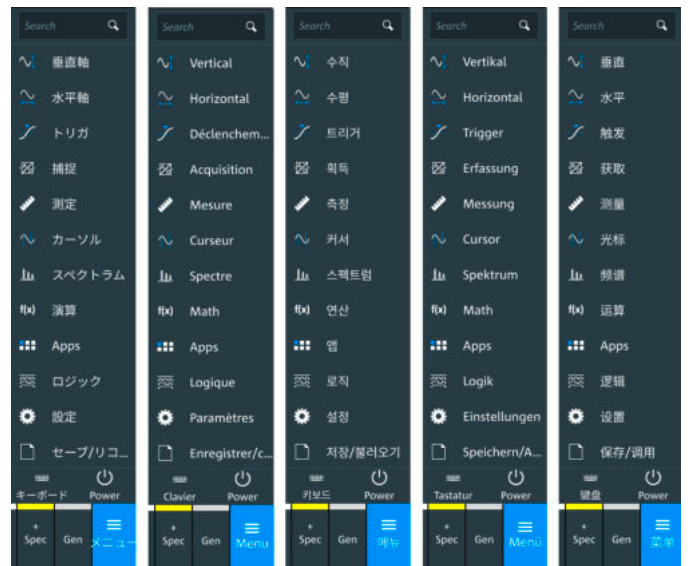 Search
垂直軸
水平軸
トリガ
捕捉
測定
カーソル
スペクトラム
f(x) 演算
Apps
ロジック
設定
セーブ/リコ...
キーボード Power
+
Spec Gen メニュー
Search
Vertical
Horizontal
Déclenchem...
Acquisition
Mesure
Curseur
Spectre
f(x) Math
Apps
Logique
Paramètres
Enregistrer/c...
Clavier Power
+
Spec Gen Menu
Search
수직
수평
트리거
획득
측정
커서
스펙트럼
f(x) 연산
앱
로직
설정
저장/불러오기
키보드 Power
+
Spec Gen 메뉴
Search
Vertikal
Horizontal
Trigger
Erfassung
Messung
Cursor
Spektrum
f(x) Math
Apps
Logik
Einstellungen
Speichern/A...
Tastatur Power
+
Spec Gen Menü
Search
垂直
水平
触发
获取
测量
光标
频谱
f(x) 运算
Apps
逻辑
设置
保存/调用
键盘 Power
+
Spec Gen 菜单